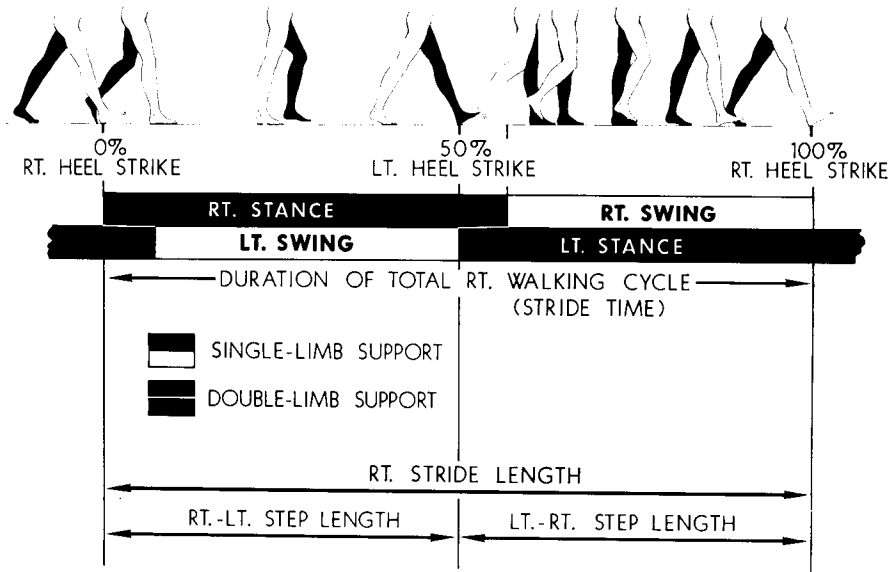 0%
50%
100%
RT. HEEL STRIKE
LT. HEEL STRIKE
RT. HEEL STRIKE
RT. STANCE
RT. SWING
LT. SWING
LT. STANCE
DURATION OF TOTAL RT. WALKING CYCLE
(STRIDE TIME)
SINGLE-LIMB SUPPORT
DOUBLE-LIMB SUPPORT
RT. STRIDE LENGTH
RT.-LT. STEP LENGTH
LT.-RT. STEP LENGTH